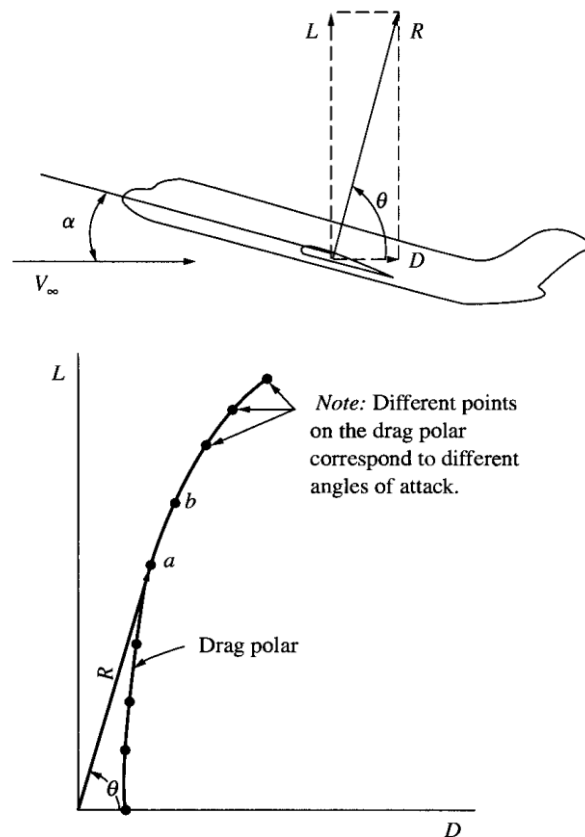 L
R
θ
α
D
V∞
L
Note: Different points
on the drag polar
correspond to different
angles of attack.
b
a
Drag polar
R
θ
D